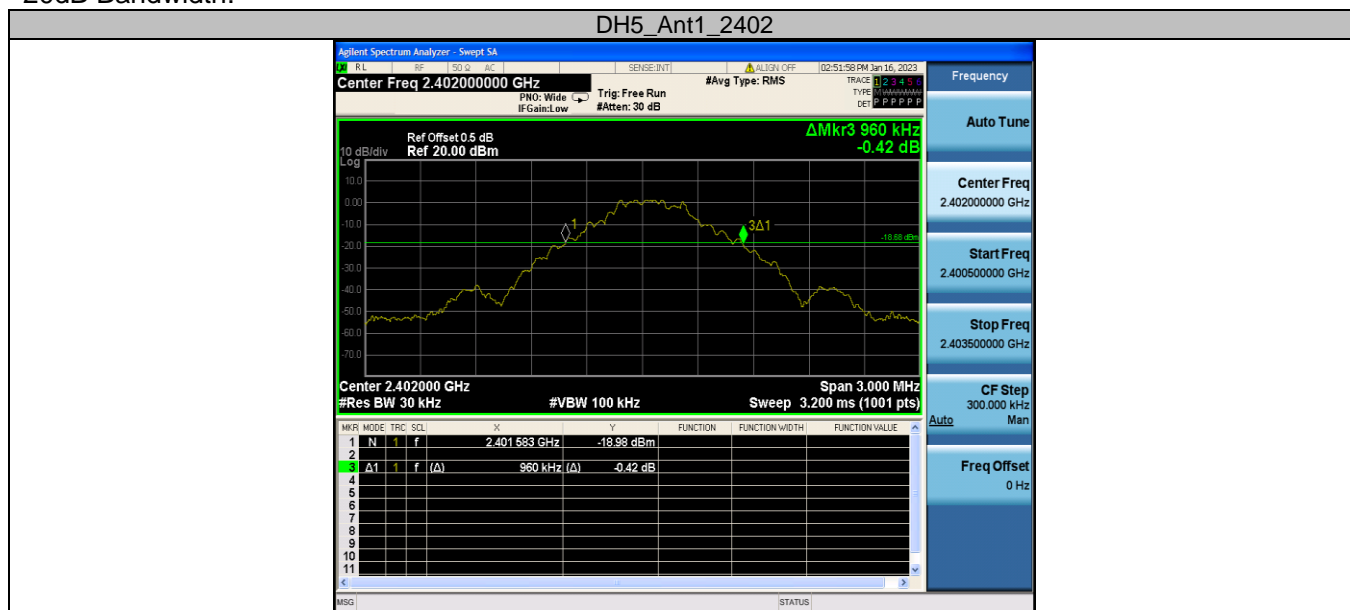 20dB Bandwidth:
DH5_Ant1_2402
Agilent Spectrum Analyzer - Swept SA
RL RF 50 Ω AC SENSE:INT ALIGN OFF 02:51:58 PM Jan 16, 2023
Center Freq 2.402000000 GHz #Avg Type: RMS TRACE 1 2 3 4 5 6
PNO: Wide Trig: Free Run TYPE M
IFGain:Low #Atten: 30 dB DET P P P P P P
Frequency
Auto Tune
Center Freq
2.402000000 GHz
Start Freq
2.400500000 GHz
Stop Freq
2.403500000 GHz
CF Step
300.000 kHz
Auto Man
Freq Offset
0 Hz
ΔMkr3 960 kHz
-0.42 dB
Ref Offset 0.5 dB
10 dB/div Ref 20.00 dBm
Log
10.0
0.00
-10.0
-20.0
-30.0
-40.0
-50.0
-60.0
-70.0
1
3Δ1
-18.68 dBm
Center 2.402000 GHz Span 3.000 MHz
#Res BW 30 kHz #VBW 100 kHz Sweep 3.200 ms (1001 pts)
MKR MODE TRC SCL X Y FUNCTION FUNCTION WIDTH FUNCTION VALUE
1 N 1 f 2.401 583 GHz -18.98 dBm
2
3 Δ1 1 f (Δ) 960 kHz (Δ) -0.42 dB
4
5
6
7
8
9
10
11
MSG STATUS